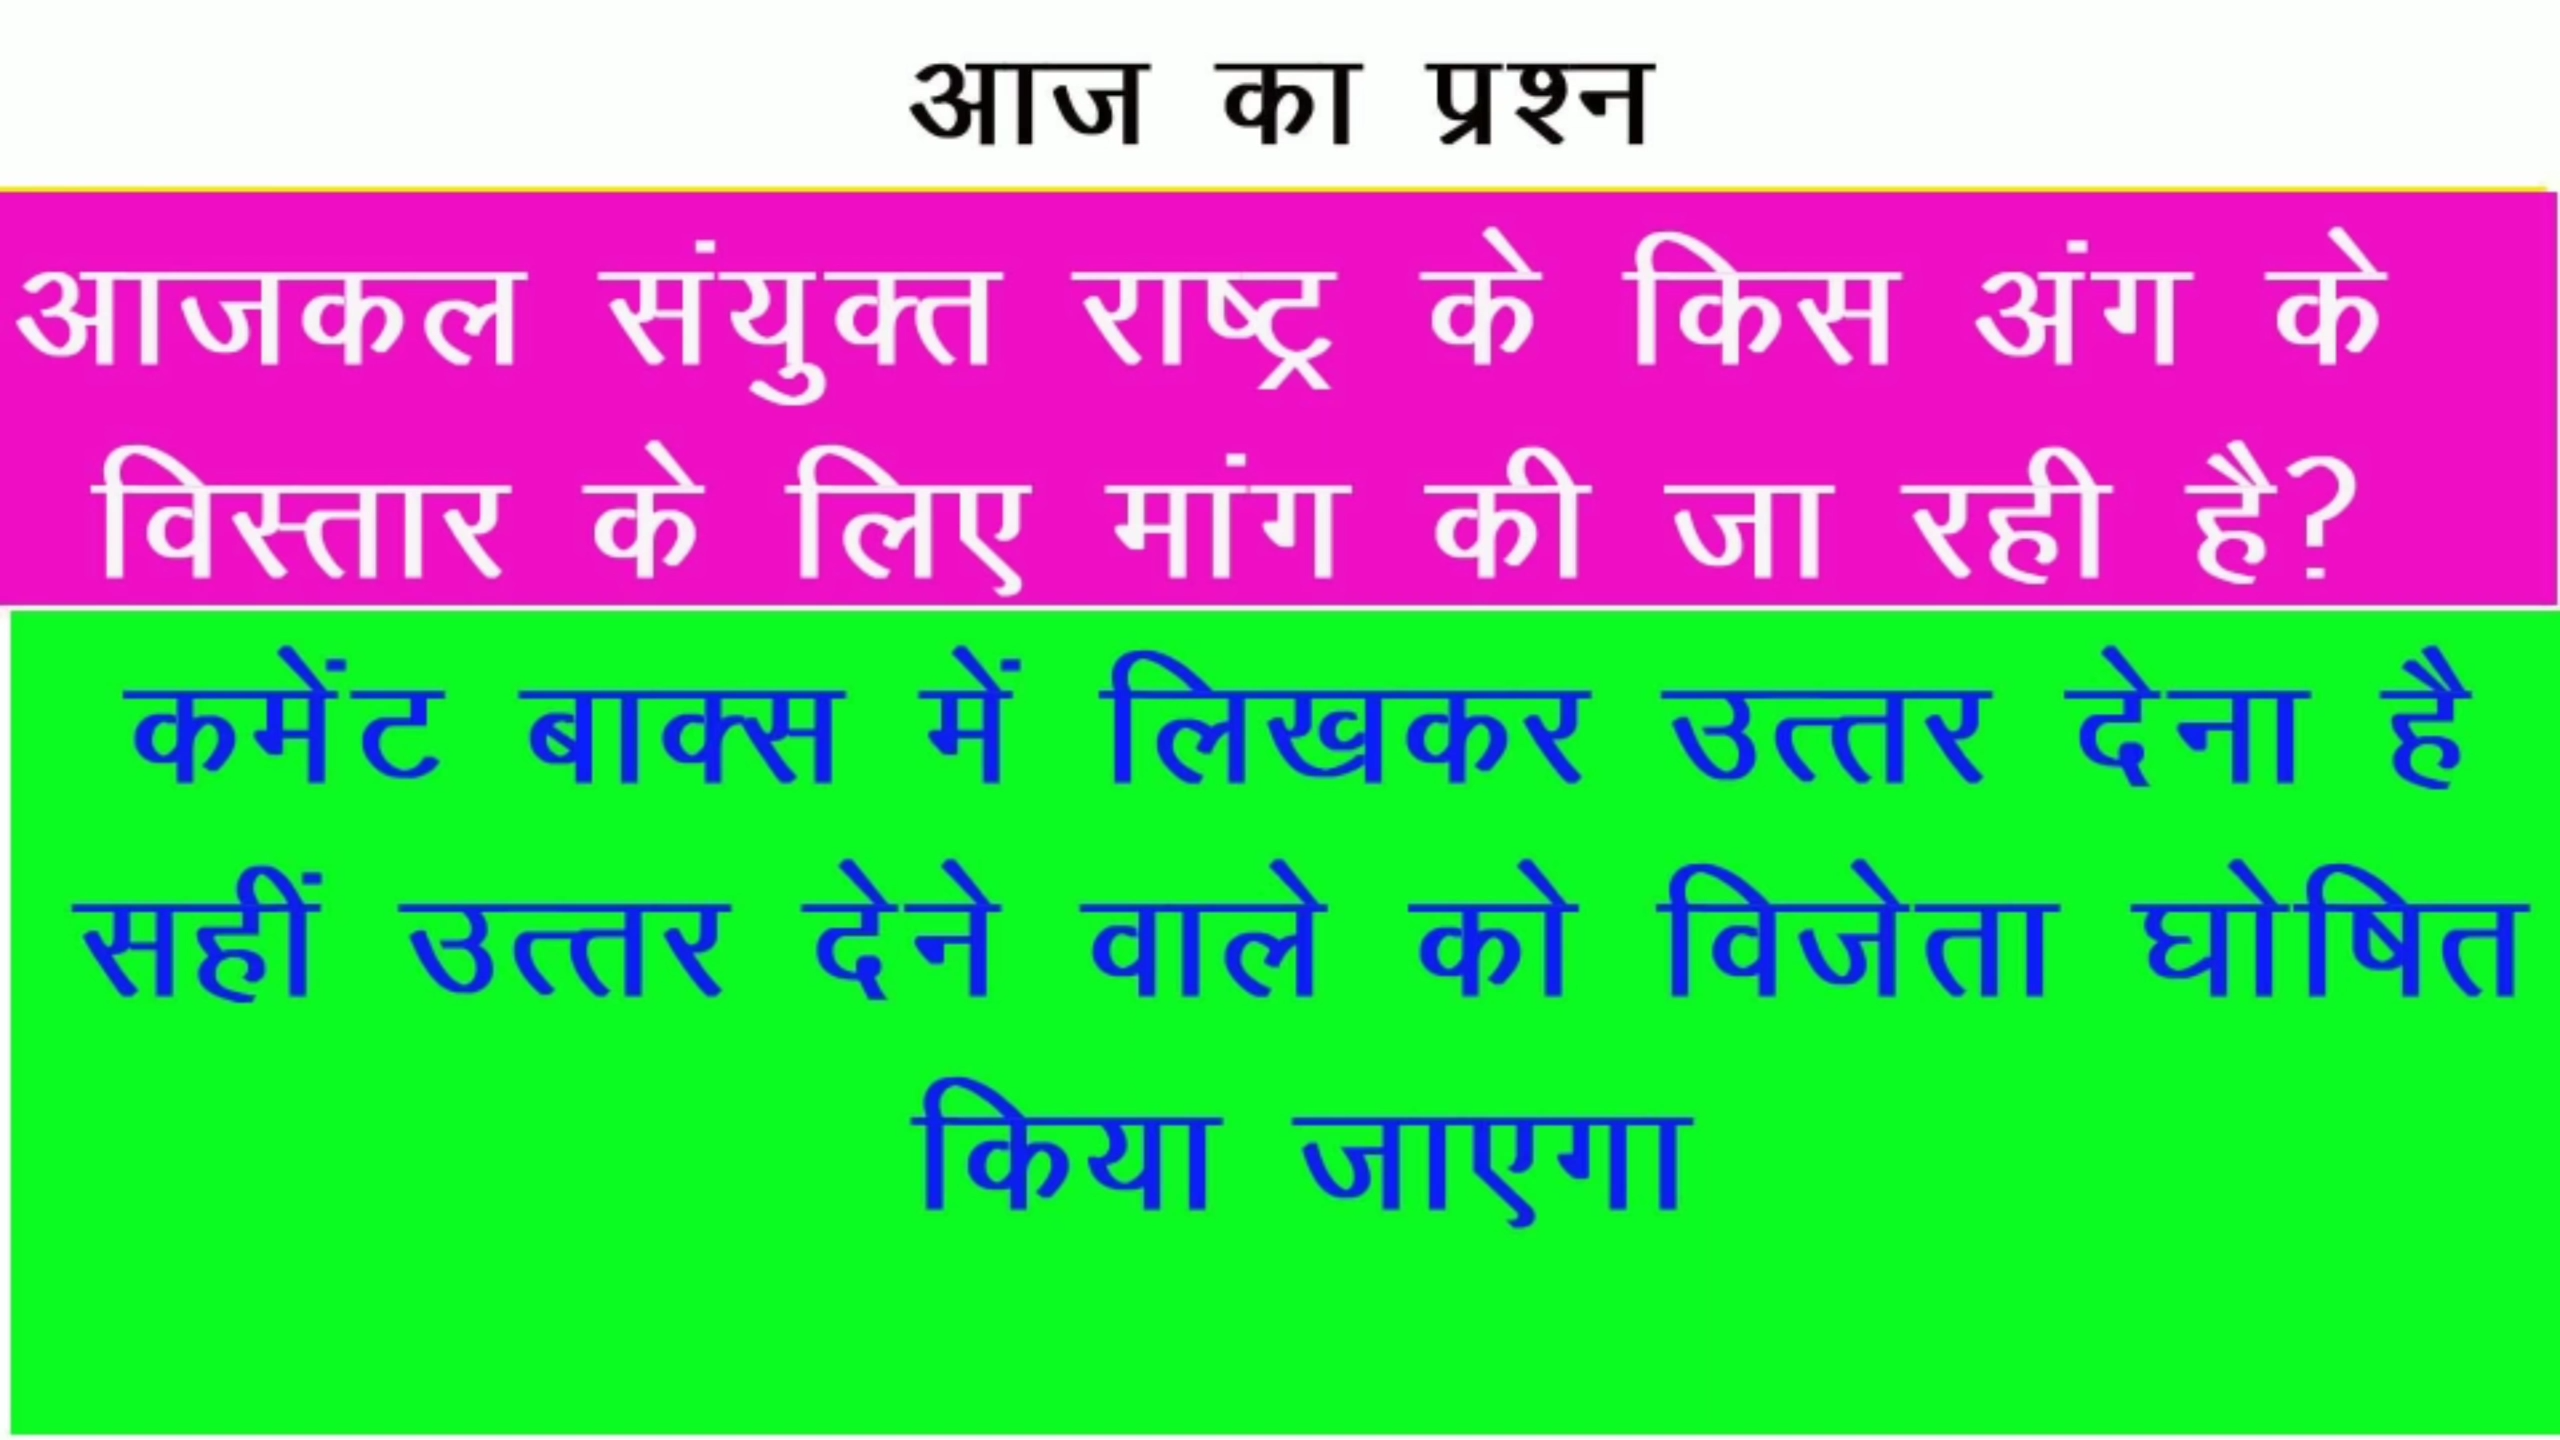 आज का प्रश्न
आजकल संयुक्त राष्ट्र के किस अंग के
विस्तार के लिए मांग की जा रही है?
कमेंट बाक्स में लिखकर उत्तर देना है
सहीं उत्तर देने वाले को विजेता घोषित
किया जाएगा